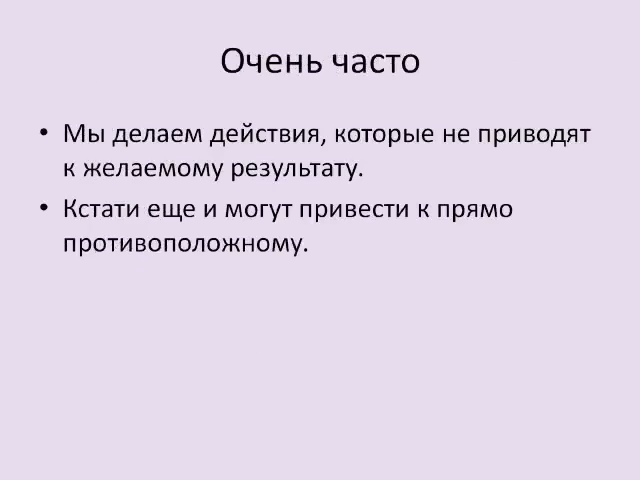 Очень часто
• Мы делаем действия, которые не приводят
к желаемому результату.
• Кстати еще и могут привести к прямо
противоположному.